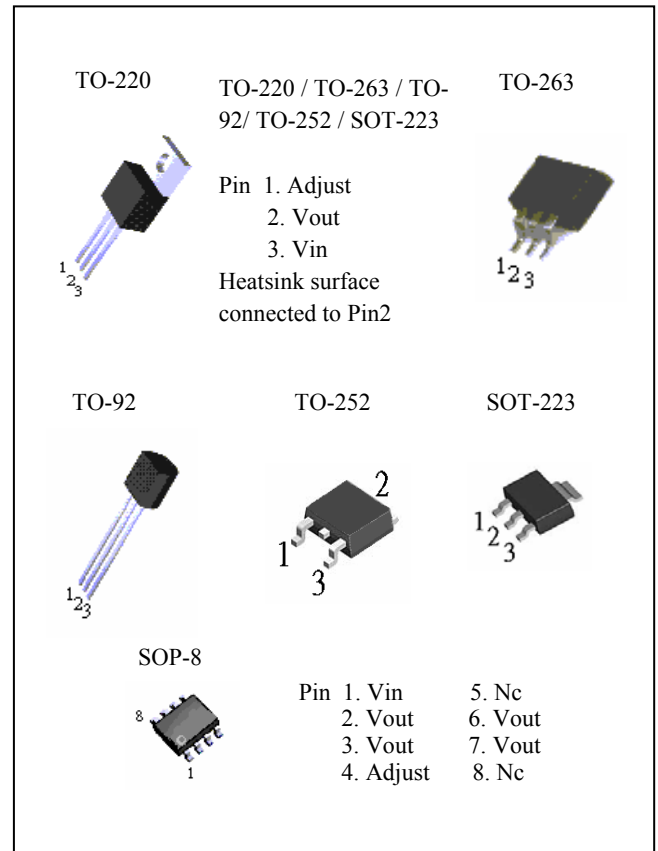 TO-220
TO-220 / TO-263 / TO-
92/ TO-252 / SOT-223
TO-263
Pin 1. Adjust
2. Vout
3. Vin
Heatsink surface
connected to Pin2
1
2
3
1
2
3
TO-92
TO-252
SOT-223
1
2
3
2
1
3
1
2
3
SOP-8
8
1
Pin 1. Vin 5. Nc
2. Vout 6. Vout
3. Vout 7. Vout
4. Adjust 8. Nc